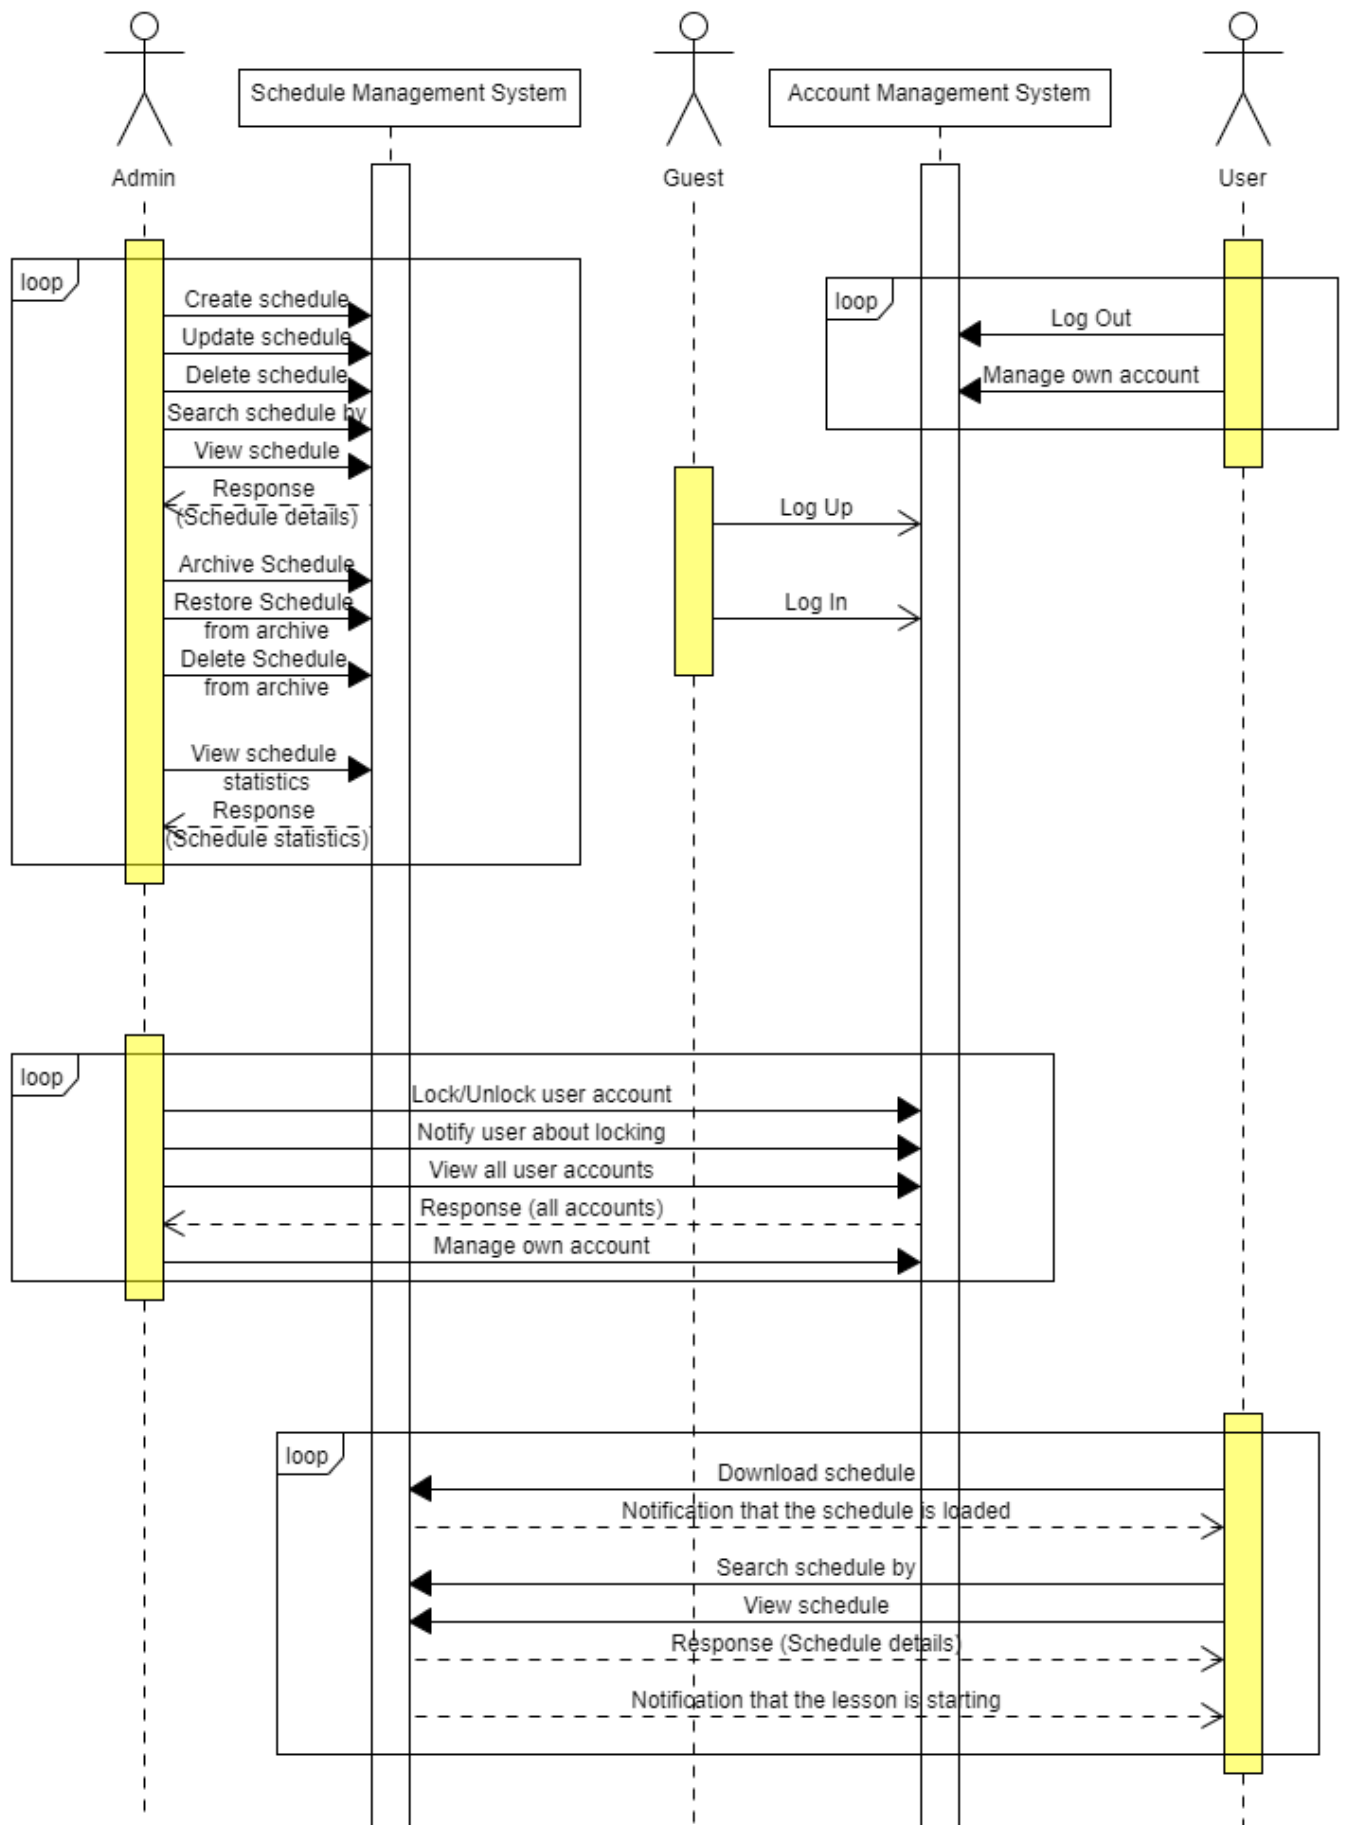 Schedule Management System
Account Management System
Admin
Guest
User
loop
Create schedule
Update schedule
Delete schedule
Search schedule by
View schedule
Response
(Schedule details)
Archive Schedule
Restore Schedule
from archive
Delete Schedule
from archive
View schedule
statistics
Response
(Schedule statistics)
loop
Log Out
Manage own account
Log Up
Log In
loop
Lock/Unlock user account
Notify user about locking
View all user accounts
Response (all accounts)
Manage own account
loop
Download schedule
Notification that the schedule is loaded
Search schedule by
View schedule
Response (Schedule details)
Notification that the lesson is starting